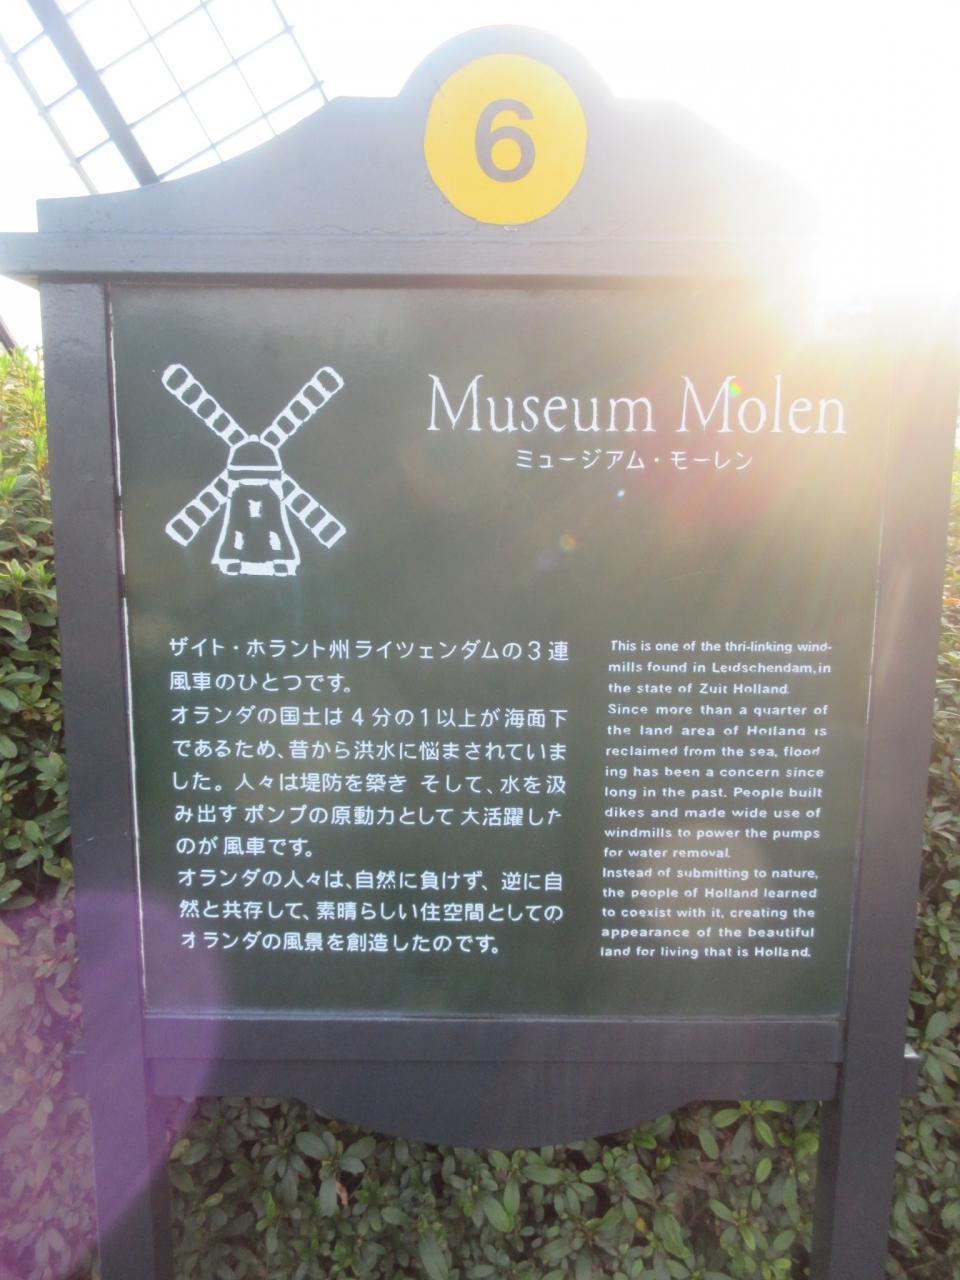 6
Museum Molen
ミュージアム・モーレン
ザイト・ホラント州ライツェンダムの3連
風車のひとつです。
オランダの国土は4分の1以上が海面下
であるため、昔から洪水に悩まされていま
した。人々は堤防を築き そして、水を汲
み出すポンプの原動力として大活躍した
のが風車です。
オランダの人々は、自然に負けず、逆に自
然と共存して、素晴らしい住空間としての
オランダの風景を創造したのです。
This is one of the thri-linking wind-
mills found in Leidschendam, in
the state of Zuit Holland.
Since more than a quarter of
the land area of Holland is
reclaimed from the sea, flood
ing has been a concern since
long in the past. People built
dikes and made wide use of
windmills to power the pumps
for water removal.
Instead of submitting to nature,
the people of Holland learned
to coexist with it, creating the
appearance of the beautiful
land for living that is Holland.